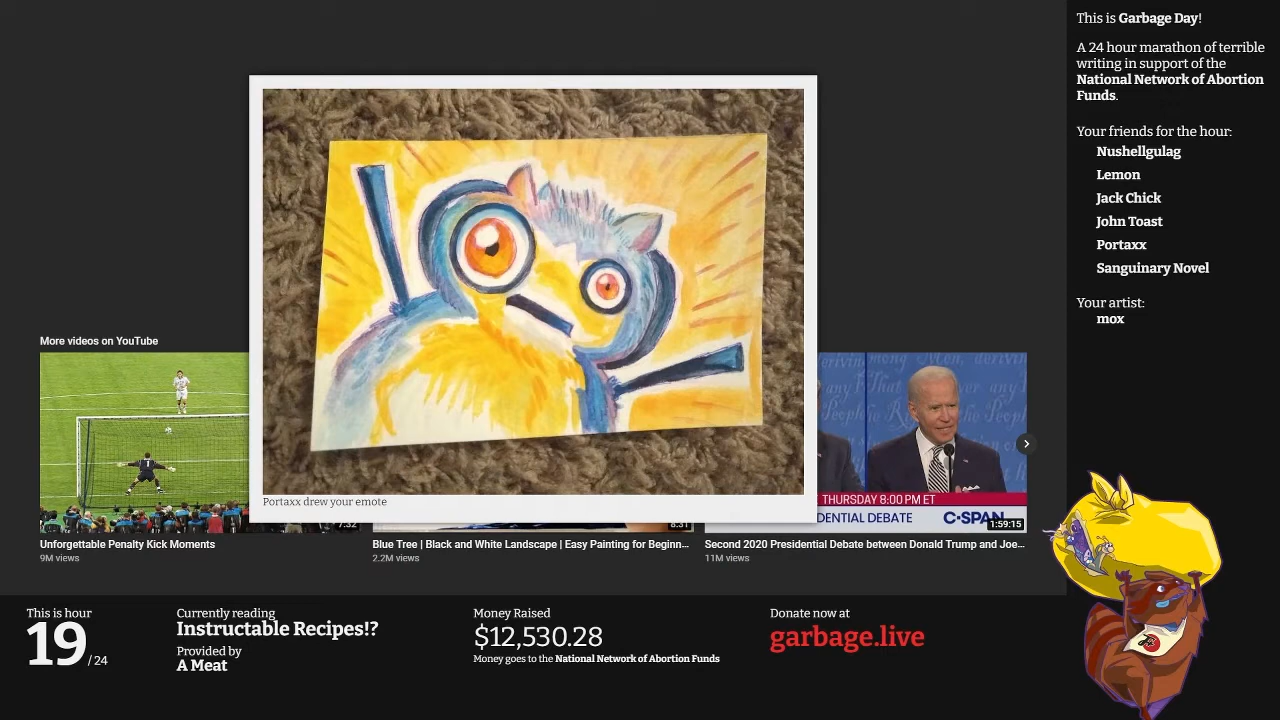 This is Garbage Day!
A 24 hour marathon of terrible
writing in support of the
National Network of Abortion
Funds.
Your friends for the hour:
Nushellgulag
Lemon
Jack Chick
John Toast
Portaxx
Sanguinary Novel
Your artist:
mox
More videos on YouTube
Portaxx drew your emote
THURSDAY 8:00 PM ET
DENTIAL DEBATE
C-SPAN
7:32
8:31
1:59:15
Unforgettable Penalty Kick Moments
9M views
Blue Tree | Black and White Landscape | Easy Painting for Beginn...
2.2M views
Second 2020 Presidential Debate between Donald Trump and Joe...
11M views
This is hour
19/24
Currently reading
Instructable Recipes!?
Provided by
A Meat
Money Raised
$12,530.28
Money goes to the National Network of Abortion Funds
Donate now at
garbage.live